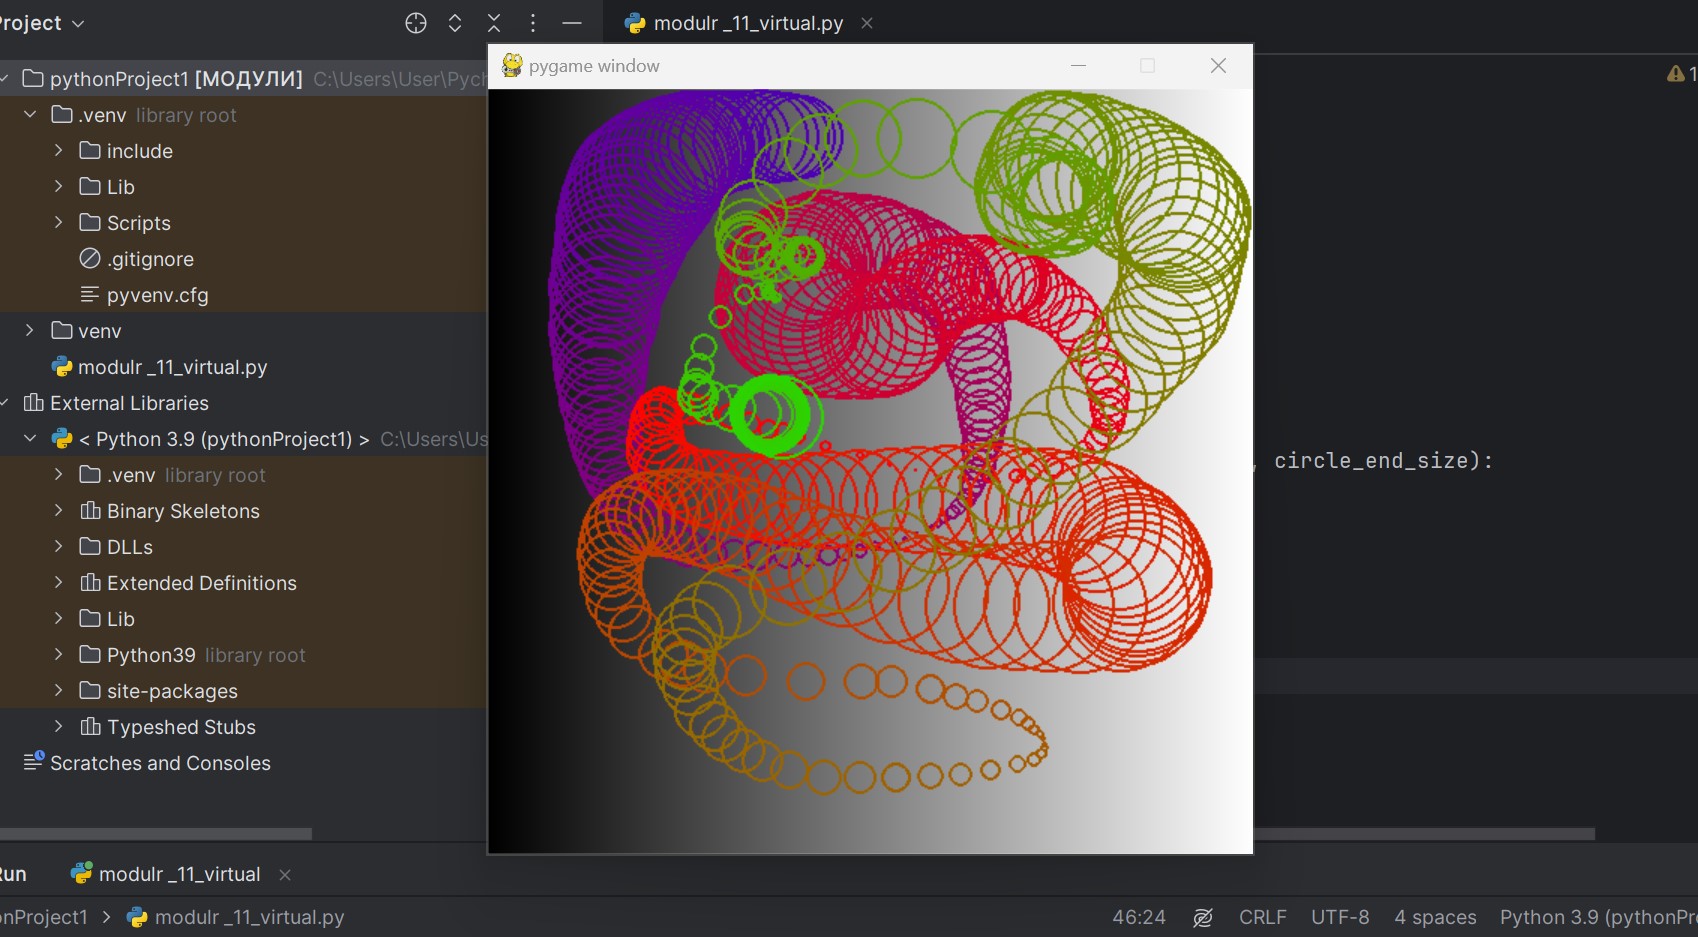 Project
modulr _11_virtual.py
pygame window
pythonProject1 [МОДУЛИ] C:\Users\User\Pych
1
.venv library root
include
Lib
Scripts
.gitignore
pyvenv.cfg
venv
modulr _11_virtual.py
External Libraries
< Python 3.9 (pythonProject1) > C:\Users\Us
, circle_end_size):
.venv library root
Binary Skeletons
DLLs
Extended Definitions
Lib
Python39 library root
site-packages
Typeshed Stubs
Scratches and Consoles
Run
modulr _11_virtual
onProject1 > modulr _11_virtual.py
46:24 CRLF UTF-8 4 spaces Python 3.9 (pythonPr